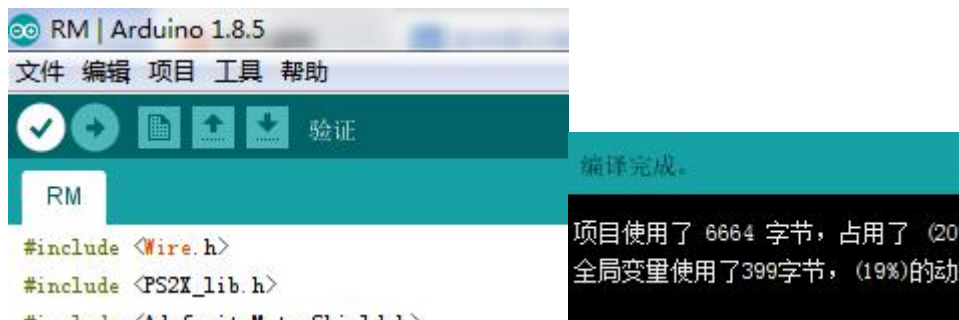 RM | Arduino 1.8.5
文件 编辑 项目 工具 帮助
验证
RM
#include <Wire.h>
#include <PS2X_lib.h>
编译完成。
项目使用了 6664 字节，占用了 (20
全局变量使用了399字节，(19%)的动